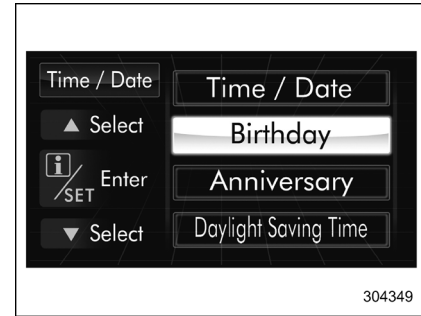 Time / Date
▲ Select
i/SET Enter
▼ Select
Time / Date
Birthday
Anniversary
Daylight Saving Time
304349